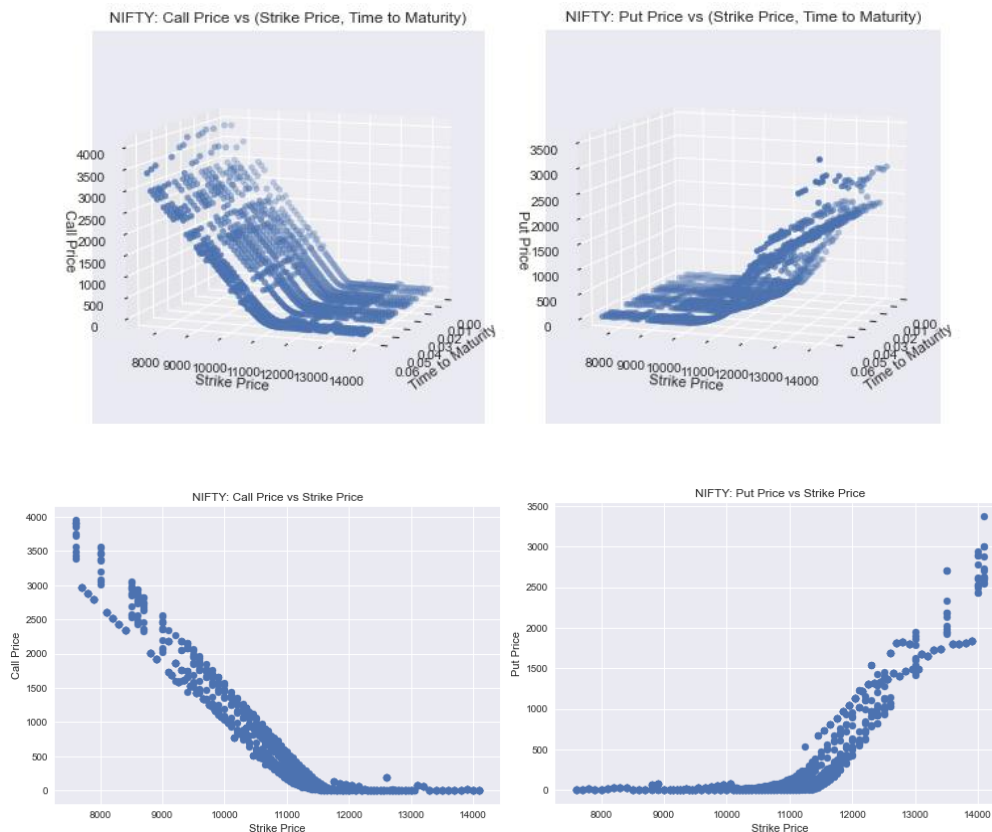 NIFTY: Call Price vs (Strike Price, Time to Maturity)
4000
3500
3000
2500
2000
1500
1000
500
0
Call Price
8000 9000 10000 11000 12000 13000 14000
Strike Price
0.00
0.01
0.02
0.03
0.04
0.05
0.06
Time to Maturity
NIFTY: Put Price vs (Strike Price, Time to Maturity)
3500
3000
2500
2000
1500
1000
500
0
Put Price
8000 9000 10000 11000 12000 13000 14000
Strike Price
0.00
0.01
0.02
0.03
0.04
0.05
0.06
Time to Maturity
NIFTY: Call Price vs Strike Price
4000
3500
3000
2500
2000
1500
1000
500
0
Call Price
8000 9000 10000 11000 12000 13000 14000
Strike Price
NIFTY: Put Price vs Strike Price
3500
3000
2500
2000
1500
1000
500
0
Put Price
8000 9000 10000 11000 12000 13000 14000
Strike Price